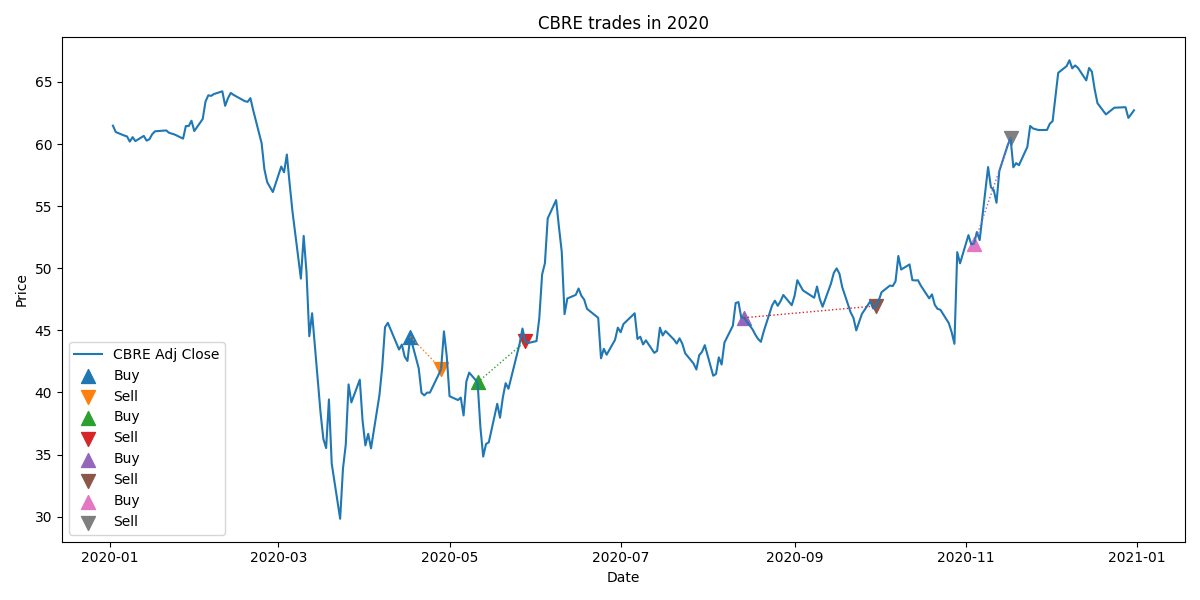 CBRE trades in 2020
65
60
55
50
45
40
35
30
Price
CBRE Adj Close
Buy
Sell
Buy
Sell
Buy
Sell
Buy
Sell
2020-01 2020-03 2020-05 2020-07 2020-09 2020-11 2021-01
Date